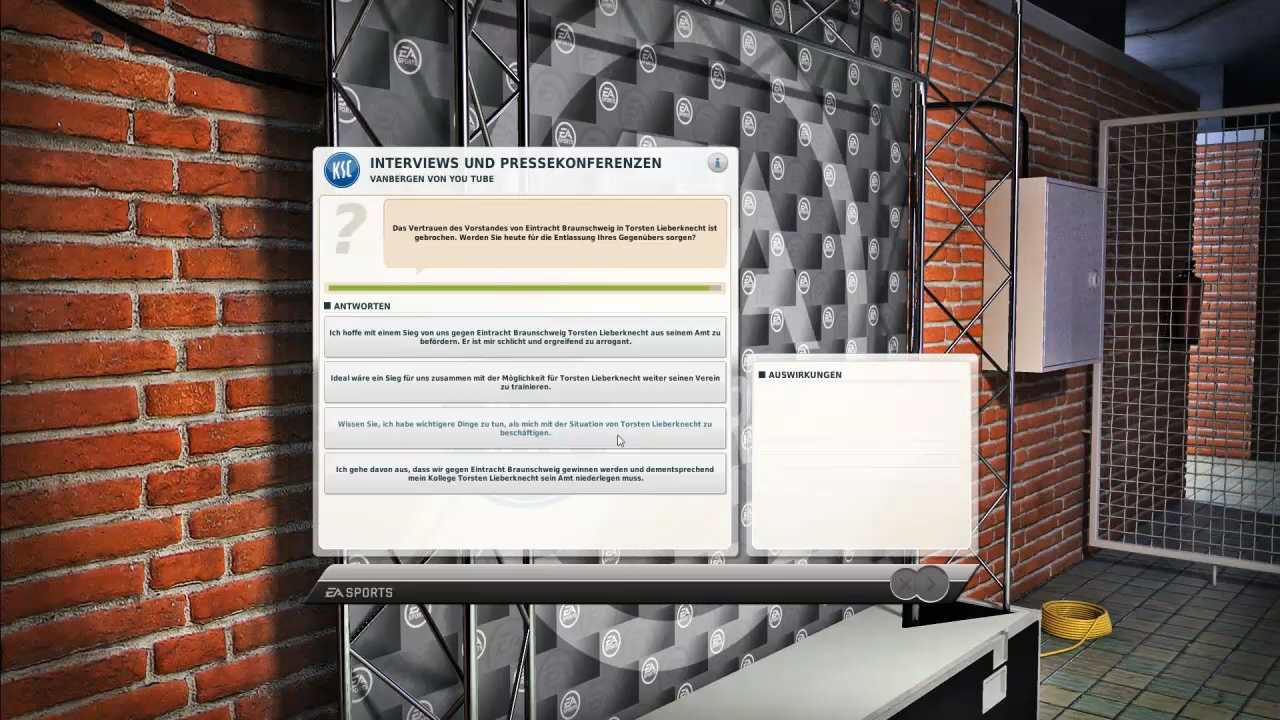 KSC
INTERVIEWS UND PRESSEKONFERENZEN
VANBERGEN VON YOU TUBE
?
Das Vertrauen des Vorstandes von Eintracht Braunschweig in Torsten Lieberknecht ist
gebrochen. Werden Sie heute für die Entlassung Ihres Gegenübers sorgen?
ANTWORTEN
Ich hoffe mit einem Sieg von uns gegen Eintracht Braunschweig Torsten Lieberknecht aus seinem Amt zu
befördern. Er ist mir schlicht und ergreifend zu arrogant.
Ideal wäre ein Sieg für uns zusammen mit der Möglichkeit für Torsten Lieberknecht weiter seinen Verein
zu trainieren.
Wissen Sie, ich habe wichtigere Dinge zu tun, als mich mit der Situation von Torsten Lieberknecht zu
beschäftigen.
Ich gehe davon aus, dass wir gegen Eintracht Braunschweig gewinnen werden und dementsprechend
mein Kollege Torsten Lieberknecht sein Amt niederlegen muss.
AUSWIRKUNGEN
EA SPORTS
EA SPORTS